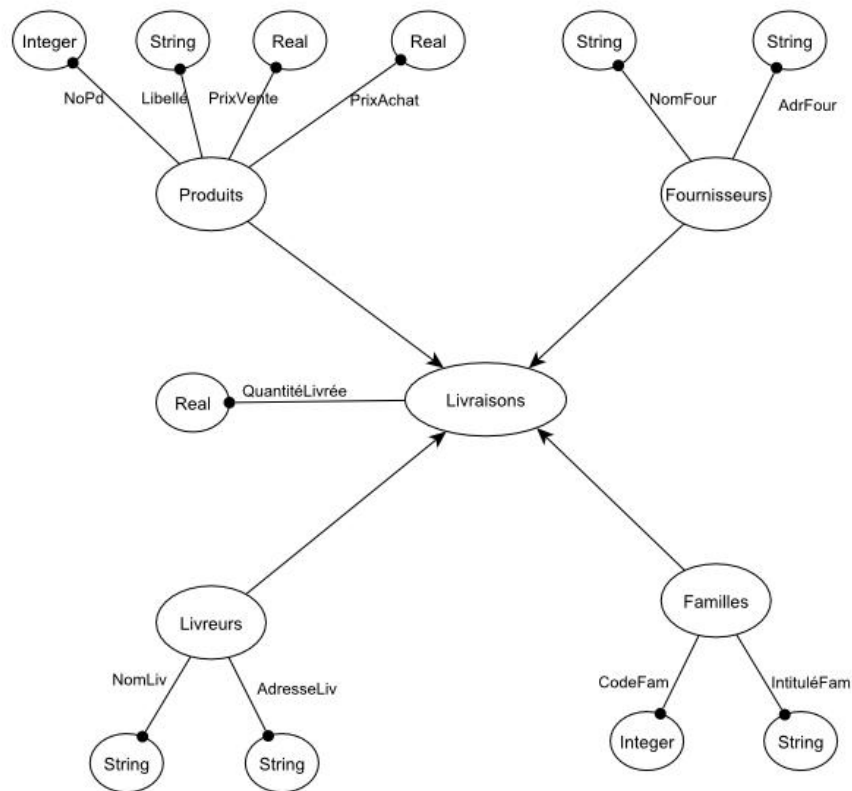 Integer
String
Real
Real
String
String
NoPd
Libellé
PrixVente
PrixAchat
NomFour
AdrFour
Produits
Fournisseurs
Real
QuantitéLivrée
Livraisons
Livreurs
Familles
NomLiv
AdresseLiv
CodeFam
IntituléFam
String
String
Integer
String